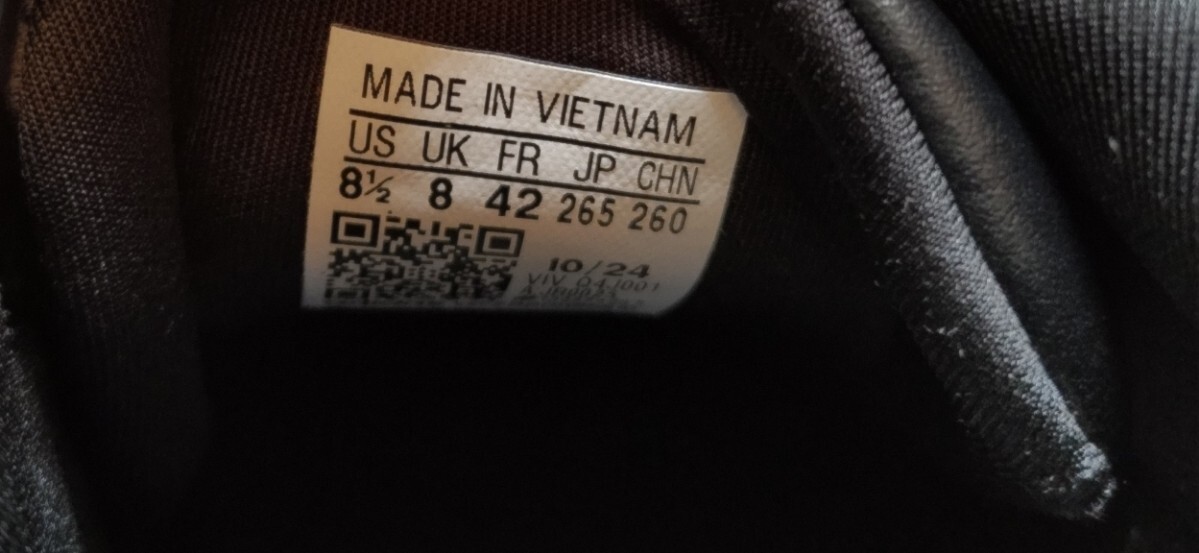 MADE IN VIETNAM
US UK FR JP CHN
8½ 8 42 265 260
10/24